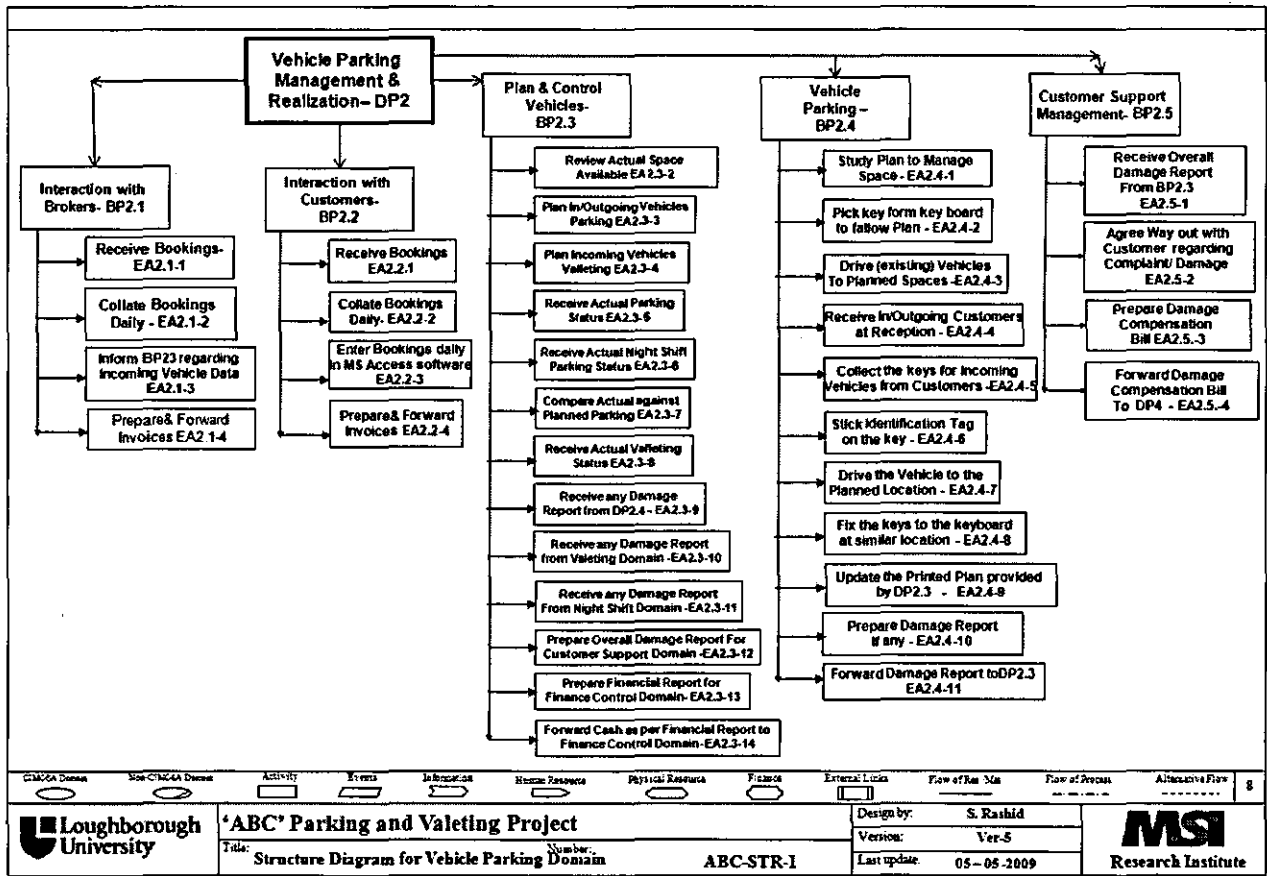 Vehicle Parking
Management &
Realization– DP2
Interaction with
Brokers- BP2.1
Receive Bookings-
EA2.1-1
Collate Bookings
Daily - EA2.1-2
Inform BP23 regarding
Incoming Vehicle Data
EA2.1-3
Prepare& Forward
Invoices EA2.1-4
Interaction with
Customers-
BP2.2
Receive Bookings
EA2.2.1
Collate Bookings
Daily- EA2.2-2
Enter Bookings daily
in MS Access software
EA2.2-3
Prepare& Forward
Invoices EA2.2-4
Plan & Control
Vehicles-
BP2.3
Review Actual Space
Available EA2.3-2
Plan In/Outgoing Vehicles
Parking EA2.3-3
Plan Incoming Vehicles
Valleting EA2.3-4
Receive Actual Parking
Status EA2.3-5
Receive Actual Night Shift
Parking Status EA2.3-6
Compare Actual against
Planned Parking EA2.3-7
Receive Actual Valleting
Status EA2.3-8
Receive any Damage
Report from DP2.4 - EA2.3-9
Receive any Damage Report
from Valeting Domain- EA2.3-10
Receive any Damage Report
From Night Shift Domain -EA2.3-11
Prepare Overall Damage Report For
Customer Support Domain -EA2.3-12
Prepare Financial Report for
Finance Control Domain- EA2.3-13
Forward Cash as per Financial Report to
Finance Control Domain-EA2.3-14
Vehicle
Parking –
BP2.4
Study Plan to Manage
Space - EA2.4-1
Pick key form key board
to fallow Plan - EA2.4-2
Drive (existing) Vehicles
To Planned Spaces -EA2.4-3
Receive In/Outgoing Customers
at Reception - EA2.4-4
Collect the keys for Incoming
Vehicles from Customers -EA2.4-5
Stick Identification Tag
on the key - EA2.4-6
Drive the Vehicle to the
Planned Location - EA2.4-7
Fix the keys to the keyboard
at similar location - EA2.4-8
Update the Printed Plan provided
by DP2.3 - EA2.4-9
Prepare Damage Report
If any - EA2.4-10
Forward Damage Report toDP2.3
EA2.4-11
Customer Support
Management- BP2.5
Receive Overall
Damage Report
From BP2.3
EA2.5-1
Agree Way out with
Customer regarding
Complaint/ Damage
EA2.5-2
Prepare Damage
Compensation
Bill EA2.5.-3
Forward Damage
Compensation Bill
To DP4 - EA2.5.-4
CIMOSA Domain Non-CIMOSA Domain Activity Events Information Human Resource Physical Resource Finance External Links Flow of Res Mat Flow of Process Alternative Flow 8
Loughborough
University
'ABC' Parking and Valeting Project
Title: Number:
Structure Diagram for Vehicle Parking Domain ABC-STR-1
Design by: S. Rashid
Version: Ver-5
Last update. 05–05-2009
MSI
Research Institute